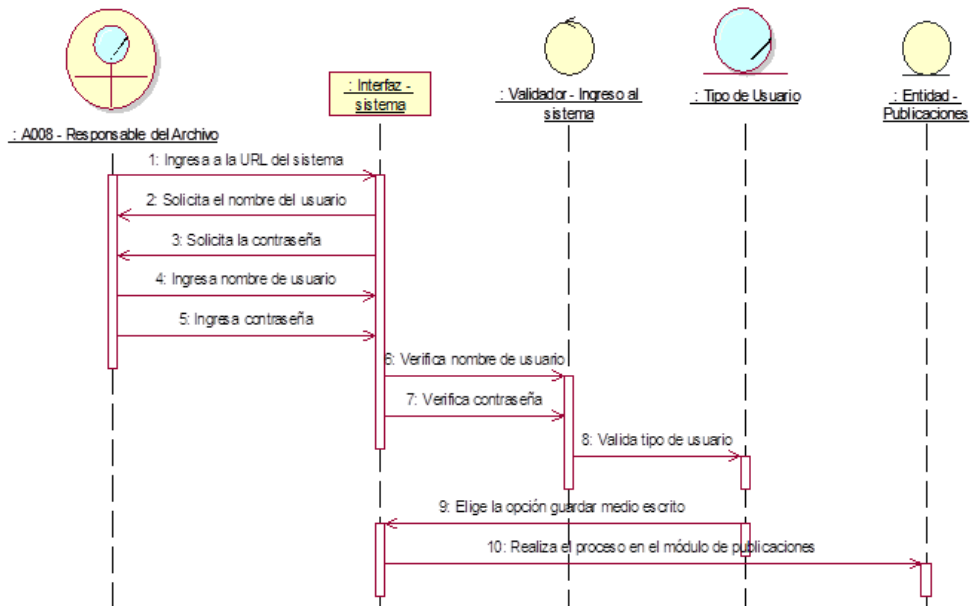 : A008 - Responsable del Archivo
: Interfaz -
sistema
: Validador - Ingreso al
sistema
: Tipo de Usuario
: Entidad -
Publicaciones
1: Ingresa a la URL del sistema
2: Solicita el nombre del usuario
3: Solicita la contraseña
4: Ingresa nombre de usuario
5: Ingresa contraseña
6: Verifica nombre de usuario
7: Verifica contraseña
8: Valida tipo de usuario
9: Elige la opción guardar medio escrito
10: Realiza el proceso en el módulo de publicaciones